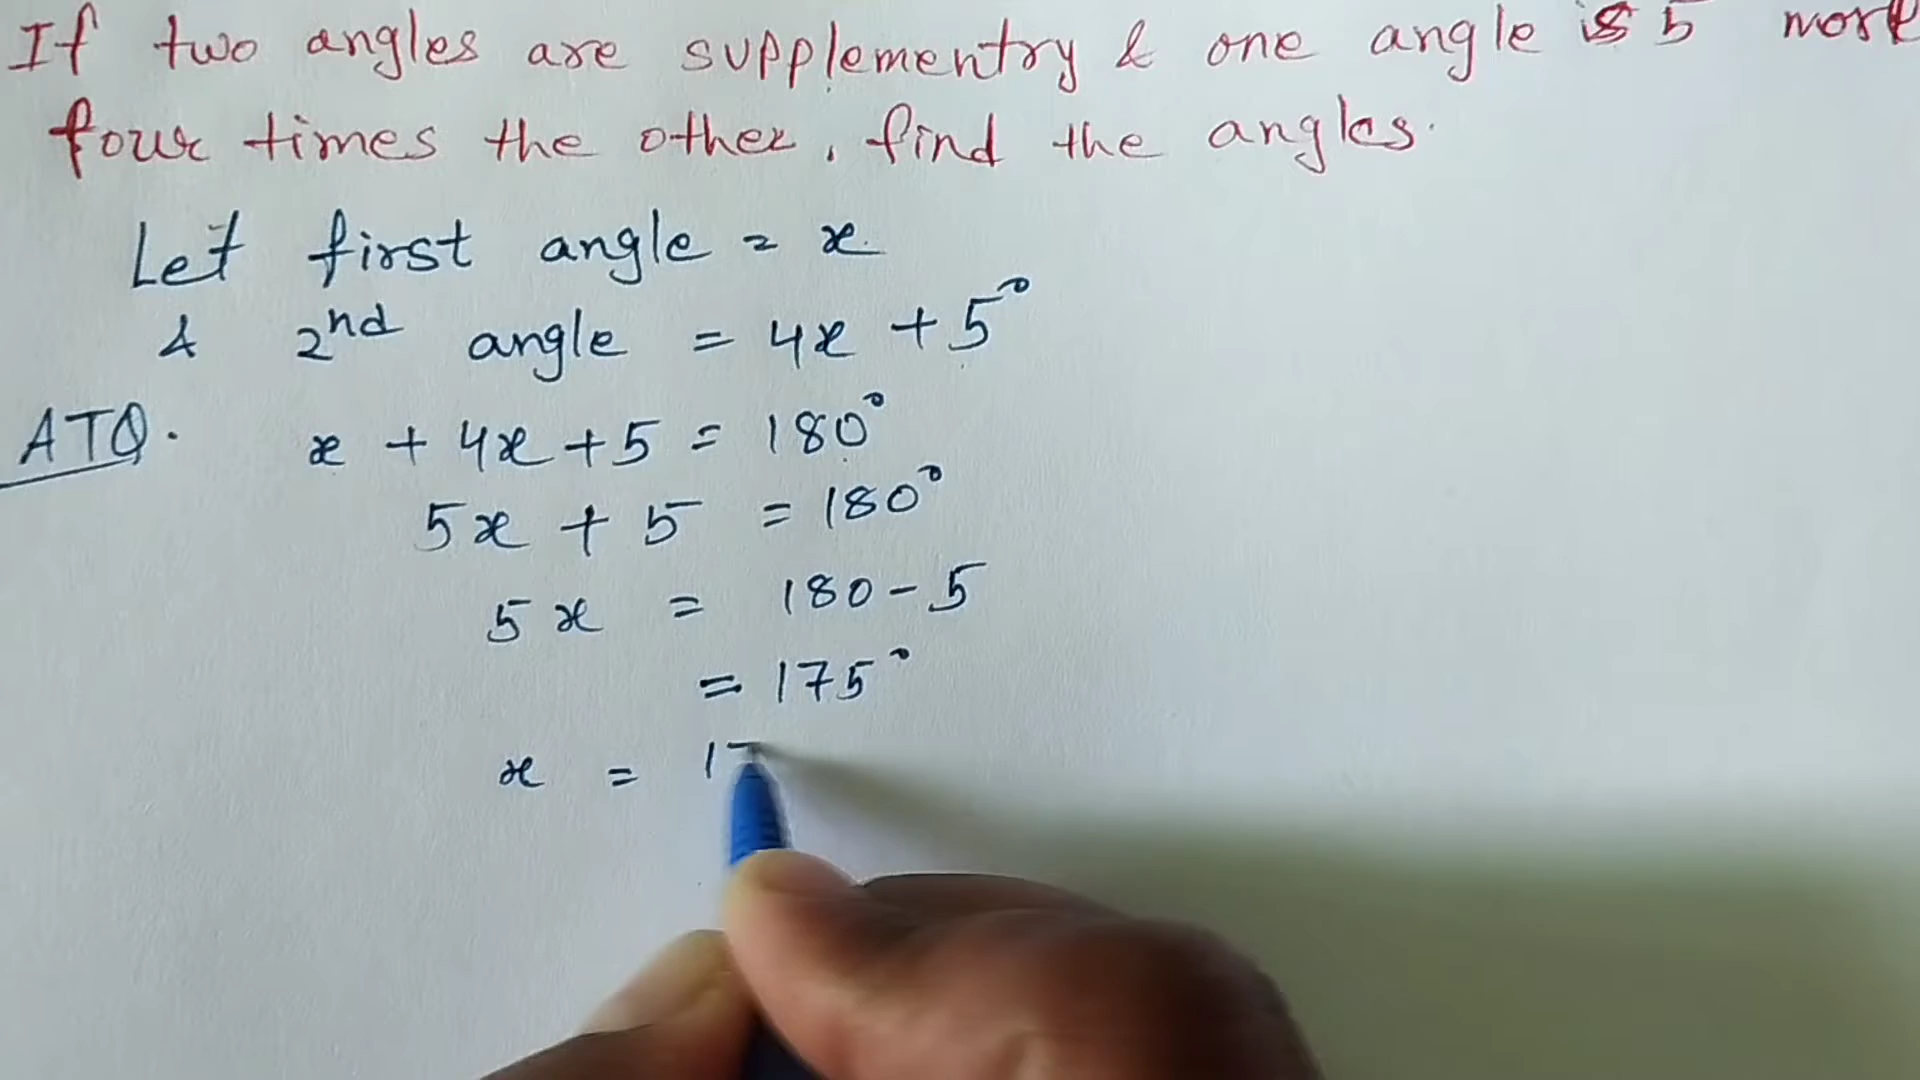 If two angles are supplementry & one angle is 5 more
four times the other, find the angles.
Let first angle = x
& 2nd angle = 4x + 5°
ATQ. x + 4x + 5 = 180°
5x + 5 = 180°
5x = 180 - 5
= 175°
x = 17